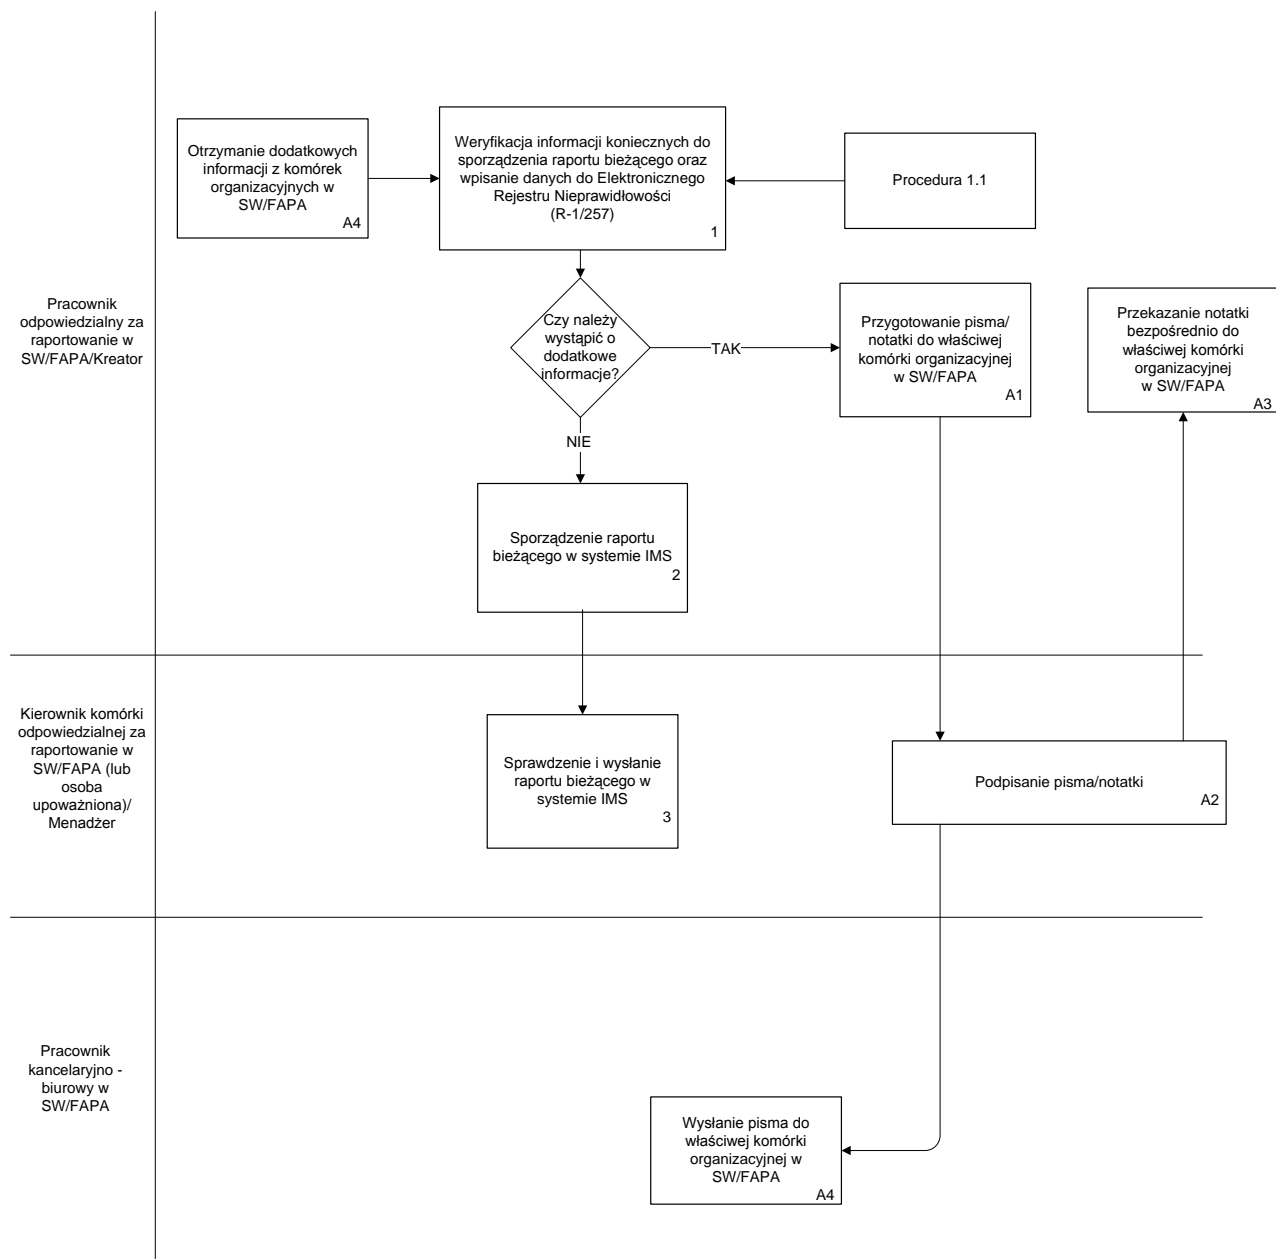 Pracownik
odpowiedzialny za
raportowanie w
SW/FAPA/Kreator
Otrzymanie dodatkowych
informacji z komórek
organizacyjnych w
SW/FAPA
A4
Weryfikacja informacji koniecznych do
sporządzenia raportu bieżącego oraz
wpisanie danych do Elektronicznego
Rejestru Nieprawidłowości
(R-1/257)
1
Procedura 1.1
Czy należy
wystąpić o
dodatkowe
informacje?
TAK
NIE
Przygotowanie pisma/
notatki do właściwej
komórki organizacyjnej
w SW/FAPA
A1
Przekazanie notatki
bezpośrednio do
właściwej komórki
organizacyjnej
w SW/FAPA
A3
Sporządzenie raportu
bieżącego w systemie IMS
2
Kierownik komórki
odpowiedzialnej za
raportowanie w
SW/FAPA (lub
osoba
upoważniona)/
Menadżer
Sprawdzenie i wysłanie
raportu bieżącego w
systemie IMS
3
Podpisanie pisma/notatki
A2
Pracownik
kancelaryjno -
biurowy w
SW/FAPA
Wysłanie pisma do
właściwej komórki
organizacyjnej w
SW/FAPA
A4